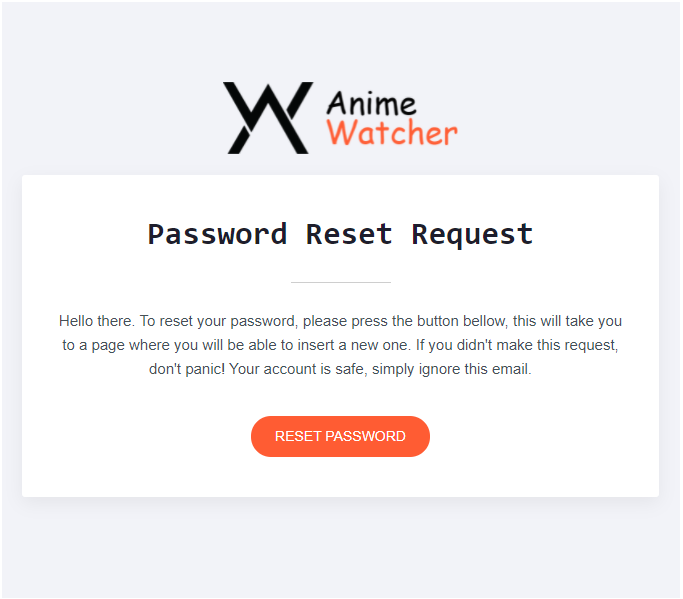 Anime
Watcher
Password Reset Request
Hello there. To reset your password, please press the button bellow, this will take you
to a page where you will be able to insert a new one. If you didn't make this request,
don't panic! Your account is safe, simply ignore this email.
RESET PASSWORD